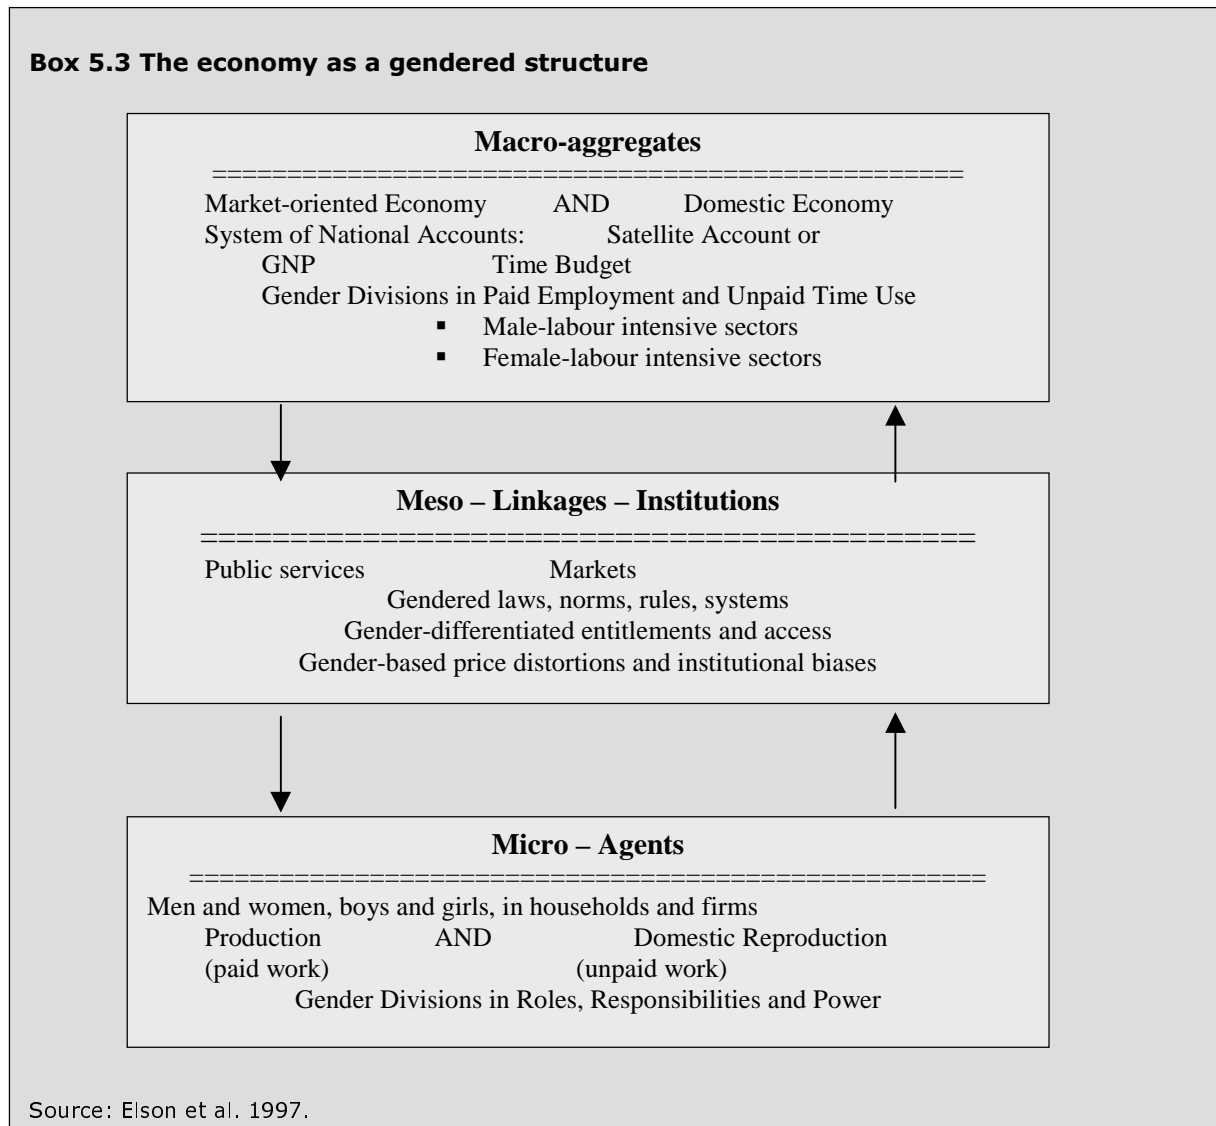 Box 5.3 The economy as a gendered structure
Macro-aggregates
===================================================
Market-oriented Economy AND Domestic Economy
System of National Accounts: Satellite Account or
GNP Time Budget
Gender Divisions in Paid Employment and Unpaid Time Use
▪ Male-labour intensive sectors
▪ Female-labour intensive sectors
Meso – Linkages – Institutions
===========================================
Public services Markets
Gendered laws, norms, rules, systems
Gender-differentiated entitlements and access
Gender-based price distortions and institutional biases
Micro – Agents
=====================================================
Men and women, boys and girls, in households and firms
Production AND Domestic Reproduction
(paid work) (unpaid work)
Gender Divisions in Roles, Responsibilities and Power
Source: Elson et al. 1997.